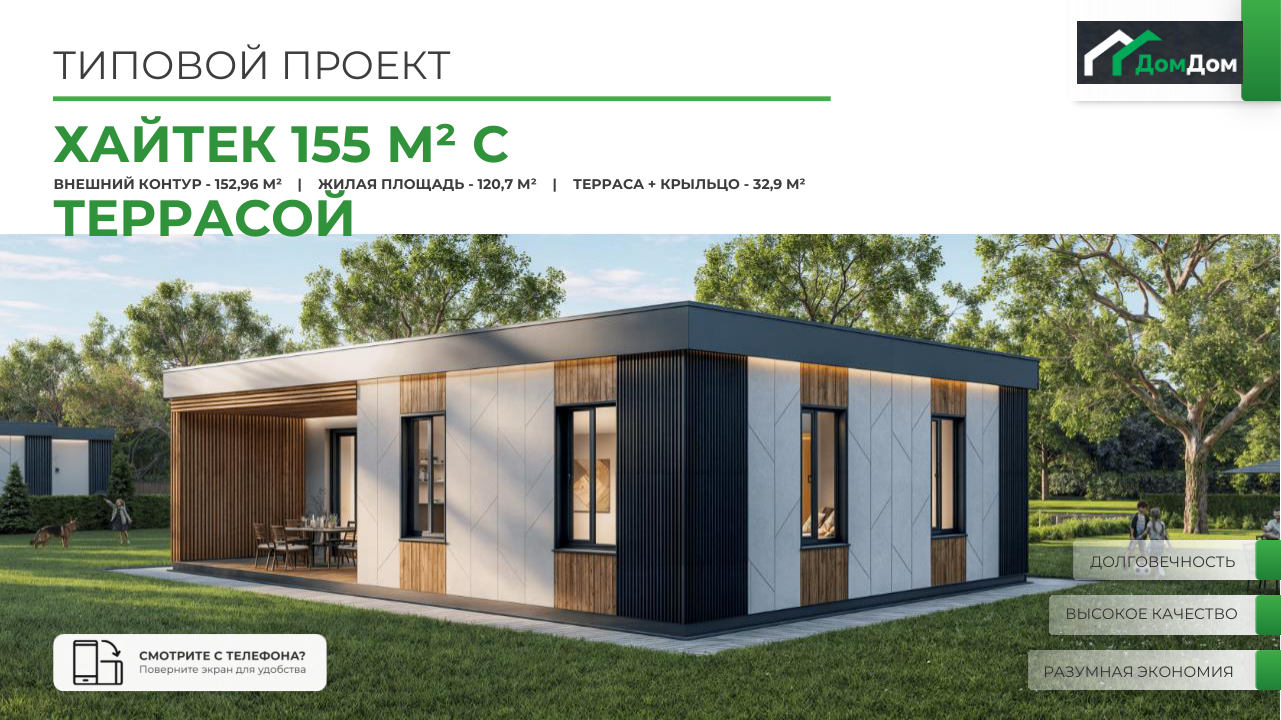 ТИПОВОЙ ПРОЕКТ
ДомДом
ХАЙТЕК 155 М² С
ВНЕШНИЙ КОНТУР - 152,96 М² | ЖИЛАЯ ПЛОЩАДЬ - 120,7 М² | ТЕРРАСА + КРЫЛЬЦО - 32,9 М²
ТЕРРАСОЙ
ДОЛГОВЕЧНОСТЬ
ВЫСОКОЕ КАЧЕСТВО
РАЗУМНАЯ ЭКОНОМИЯ
СМОТРИТЕ С ТЕЛЕФОНА?
Поверните экран для удобства